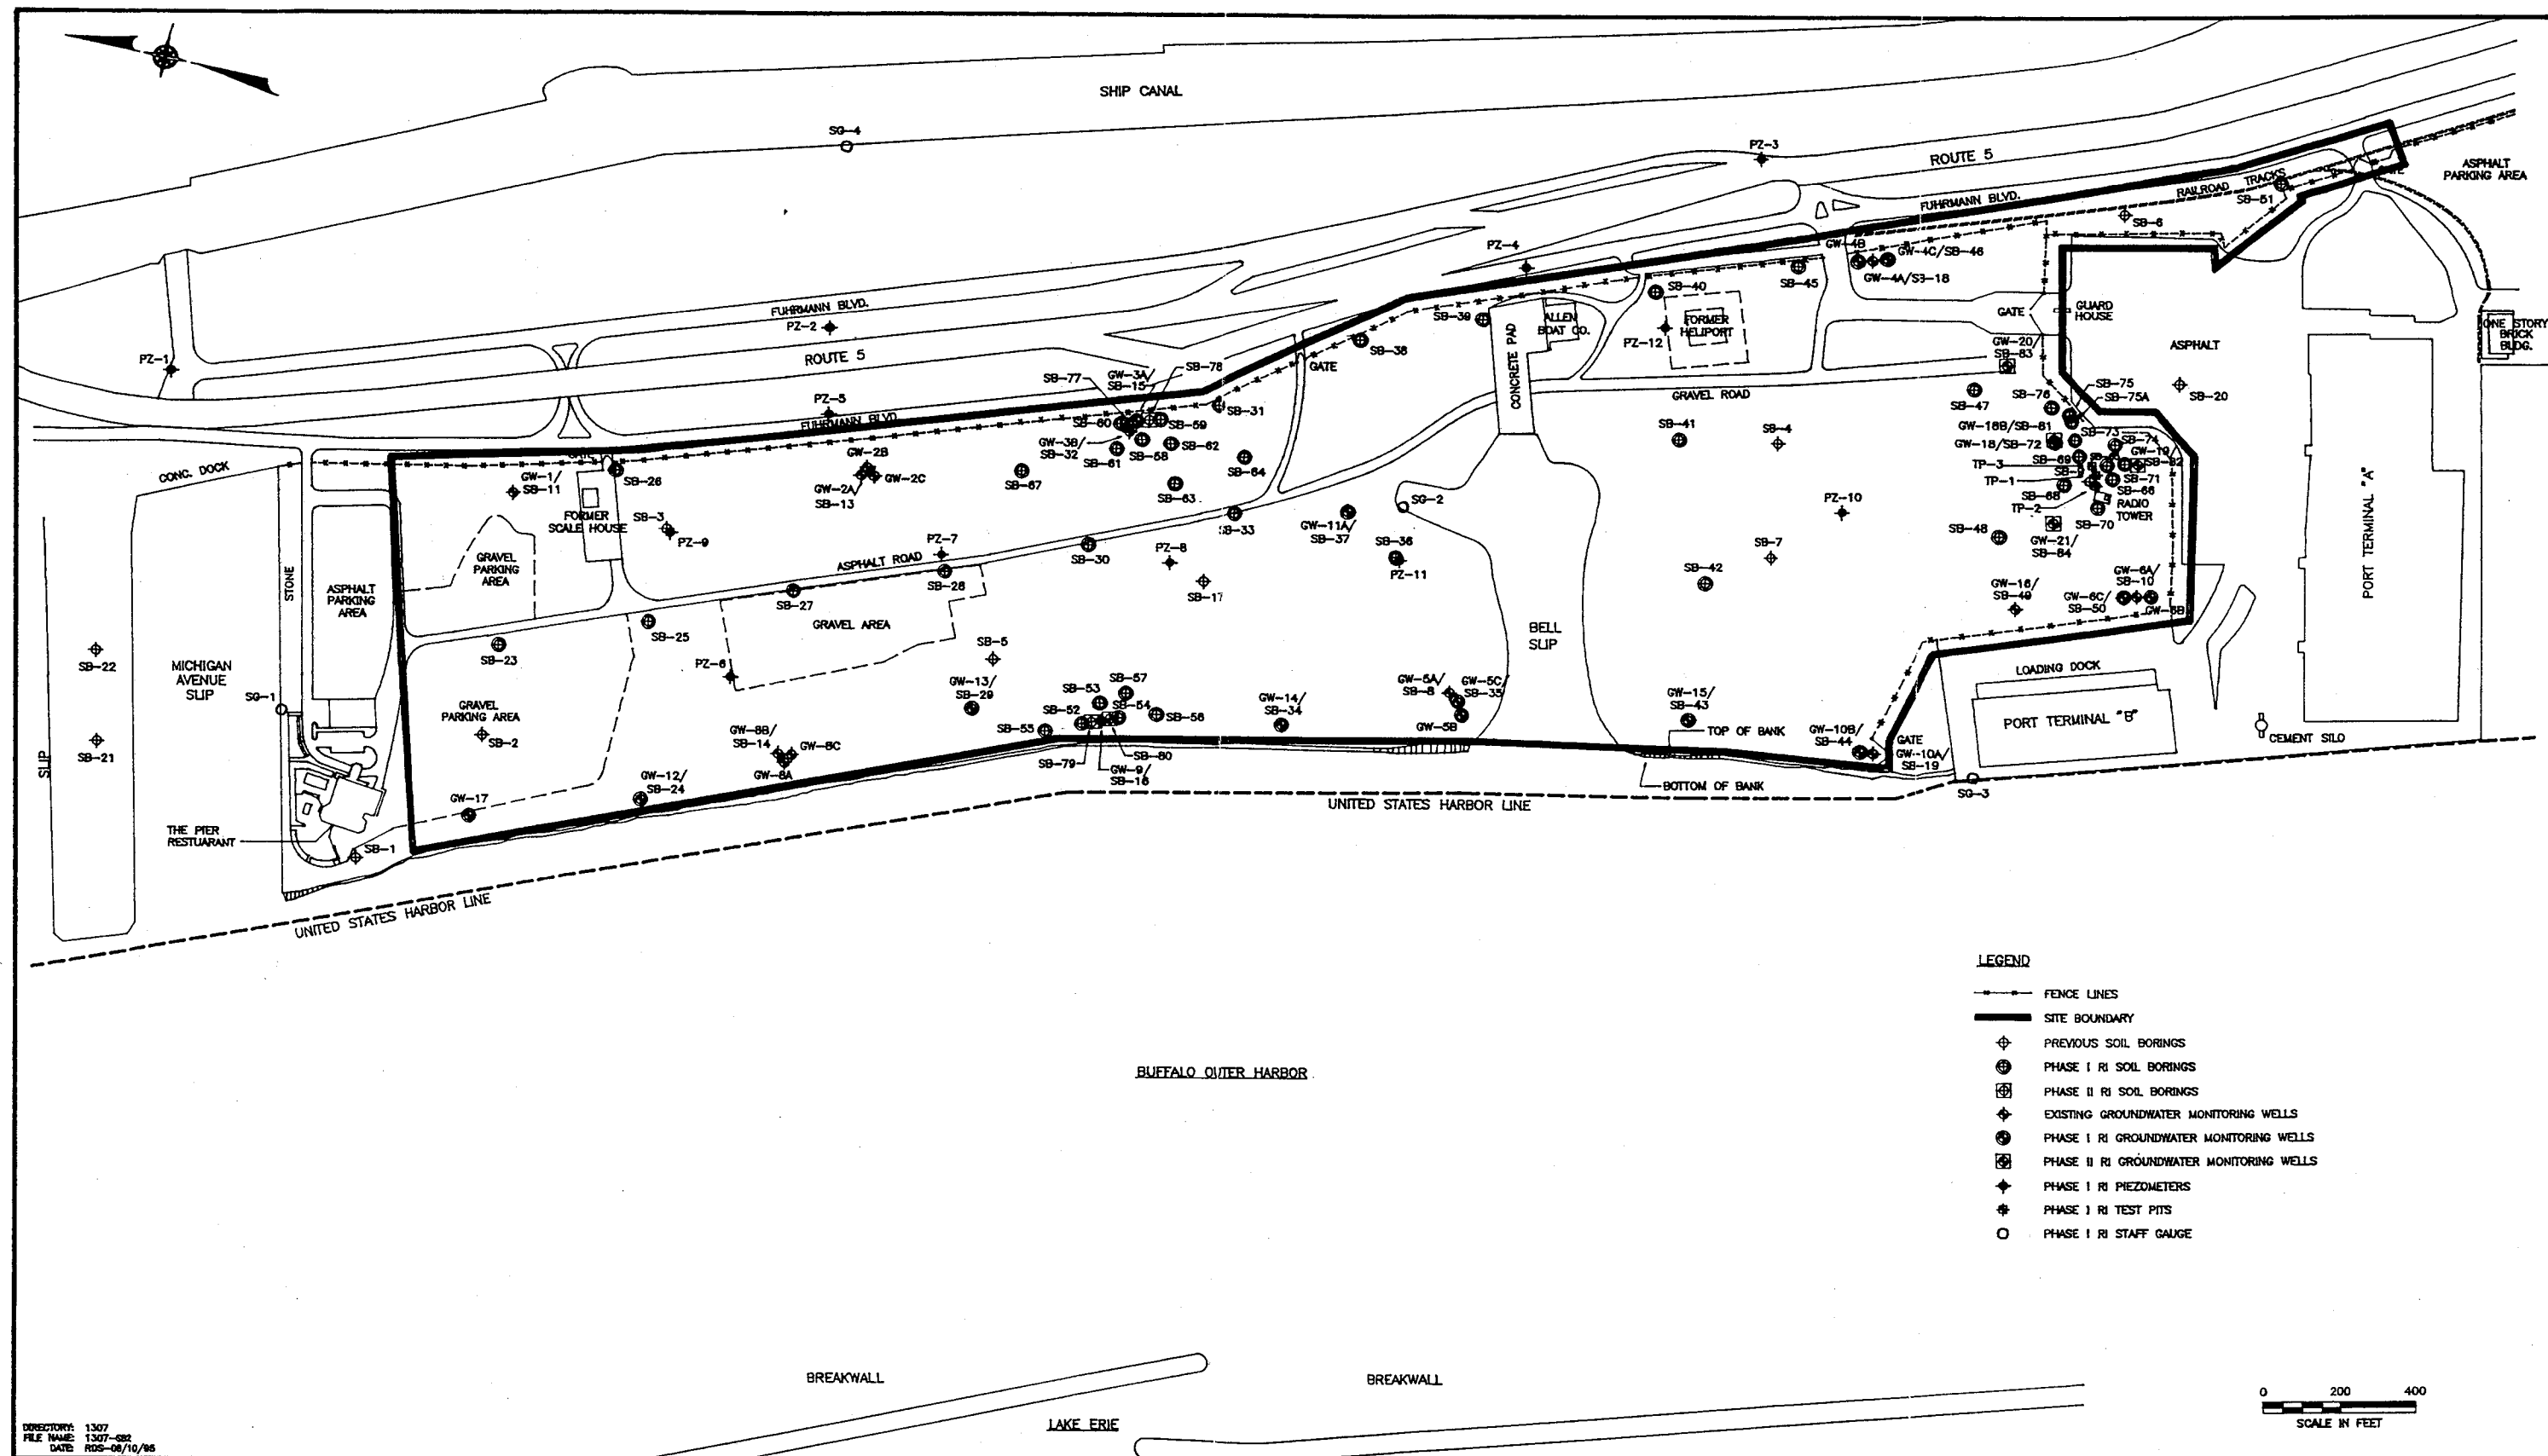 SHIP CANAL
SG-4
PZ-3
ROUTE 5
ASPHALT
PARKING AREA
RAILROAD TRACKS
FUHRMANN BLVD.
SB-51
SB-6
PZ-4
GW-4B
GW-4C/SB-46
GW-4A/SB-18
SB-45
SB-40
FORMER
HELIPORT
PZ-12
ALLEN
BOAT CO.
SB-39
CONCRETE PAD
SB-38
GATE
GATE
GUARD
HOUSE
GW-20/
SB-83
ASPHALT
ONE STORY
BRICK
BLDG.
FUHRMANN BLVD.
PZ-2
PZ-1
ROUTE 5
PZ-5
FUHRMANN BLVD.
SB-77
GW-3A/
SB-15
SB-78
SB-31
SB-60
SB-59
GW-3B/
SB-32
SB-62
SB-61
SB-58
SB-64
SB-63
SB-67
GRAVEL ROAD
SB-41
SB-4
SB-47
SB-76
SB-75
SB-75A
SB-20
GW-18B/SB-81
GW-18/SB-72
SB-73
SB-74
GW-19
SB-82
SB-69
TP-3
SB-9
TP-1
SB-71
SB-68
SB-66
TP-2
RADIO
TOWER
SB-70
GW-21/
SB-84
SB-48
PORT TERMINAL "A"
CONC. DOCK
GW-1/
SB-11
SB-26
FORMER
SCALE HOUSE
SB-3
PZ-9
GW-2B
GW-2A/
SB-13
GW-2C
PZ-7
ASPHALT ROAD
SB-28
SB-30
PZ-8
SB-17
SB-33
GW-11A/
SB-37
SG-2
SB-36
PZ-11
PZ-10
SB-7
SB-42
GW-16/
SB-49
GW-6A/
SB-10
GW-6C/
SB-50
GW-6B
STONE
ASPHALT
PARKING
AREA
GRAVEL
PARKING
AREA
SB-27
GRAVEL AREA
SB-25
SB-23
PZ-6
SB-5
BELL
SLIP
LOADING DOCK
PORT TERMINAL "B"
CEMENT SILO
SB-22
SB-21
SLIP
MICHIGAN
AVENUE
SLIP
SG-1
GRAVEL
PARKING AREA
SB-2
GW-8B/
SB-14
GW-8C
GW-8A
GW-13/
SB-29
SB-57
SB-53
SB-52
SB-54
SB-56
SB-55
SB-79
SB-80
GW-9/
SB-16
GW-14/
SB-34
GW-5A/
SB-8
GW-5C/
SB-35
GW-5B
GW-15/
SB-43
TOP OF BANK
BOTTOM OF BANK
GW-10B/
SB-44
GATE
GW-10A/
SB-19
SG-3
GW-12/
SB-24
GW-17
THE PIER
RESTUARANT
SB-1
UNITED STATES HARBOR LINE
UNITED STATES HARBOR LINE
LEGEND
FENCE LINES
SITE BOUNDARY
PREVIOUS SOIL BORINGS
PHASE I RI SOIL BORINGS
PHASE II RI SOIL BORINGS
EXISTING GROUNDWATER MONITORING WELLS
PHASE I RI GROUNDWATER MONITORING WELLS
PHASE II RI GROUNDWATER MONITORING WELLS
PHASE I RI PIEZOMETERS
PHASE I RI TEST PITS
PHASE I RI STAFF GAUGE
BUFFALO OUTER HARBOR
BREAKWALL
BREAKWALL
LAKE ERIE
0 200 400
SCALE IN FEET
DIRECTORY: 1307
FILE NAME: 1307-SB2
DATE: RDS-08/10/95